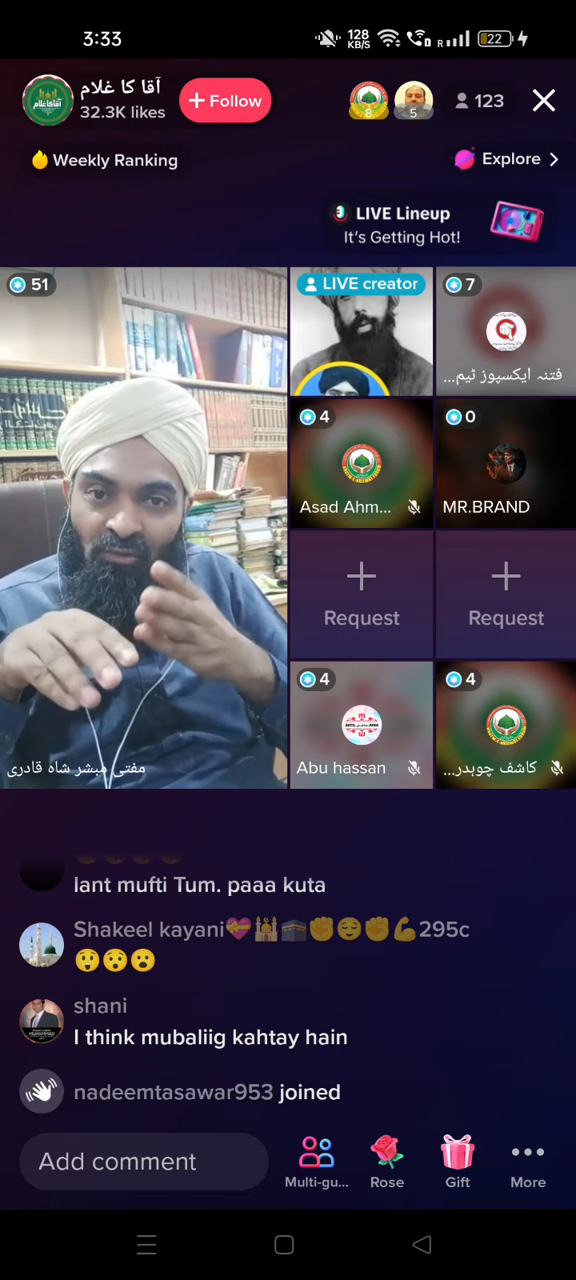 3:33
128
KB/S
R
22
آقا کا غلام
32.3K likes
+ Follow
8
5
123
Weekly Ranking
Explore
LIVE Lineup
It's Getting Hot!
51
LIVE creator
7
فتنہ ایکسپوز ٹیم...
4
Asad Ahm...
0
MR.BRAND
Request
Request
مفتی مبشر شاہ قادری
4
Abu hassan
4
کاشف چوہدر...
lant mufti Tum. paaa kuta
Shakeel kayani 295c
shani
I think mubaliig kahtay hain
nadeemtasawar953 joined
Add comment
Multi-gu...
Rose
Gift
More